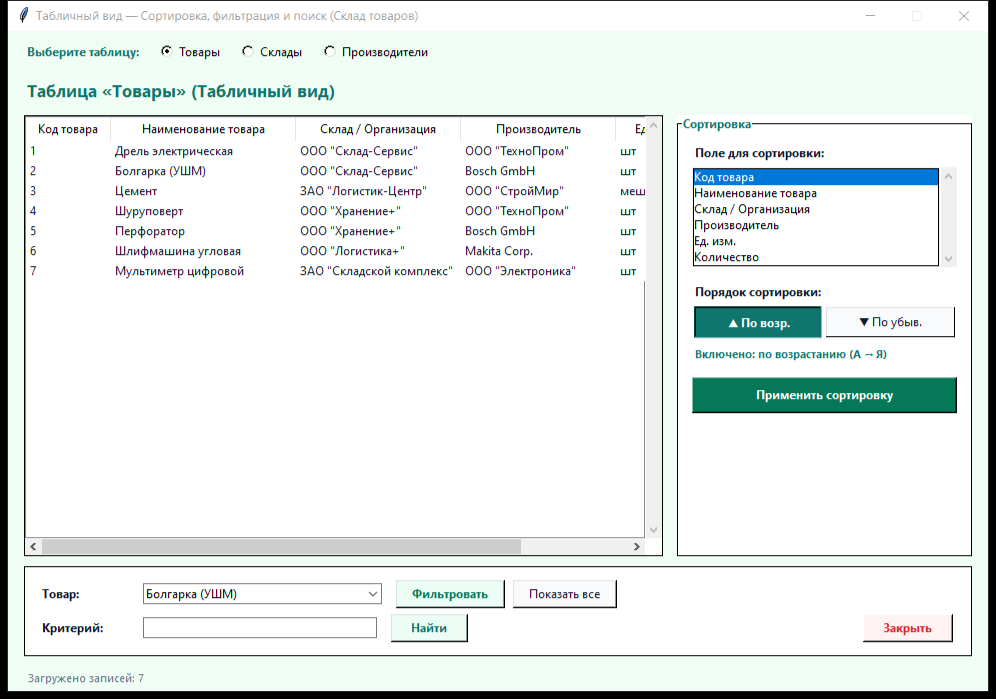 Табличный вид — Сортировка, фильтрация и поиск (Склад товаров)
Выберите таблицу: Товары Склады Производители
Таблица «Товары» (Табличный вид)
Код товара Наименование товара Склад / Организация Производитель Ед
1 Дрель электрическая ООО "Склад-Сервис" ООО "ТехноПром" шт
2 Болгарка (УШМ) ООО "Склад-Сервис" Bosch GmbH шт
3 Цемент ЗАО "Логистик-Центр" ООО "СтройМир" меш
4 Шуруповерт ООО "Хранение+" ООО "ТехноПром" шт
5 Перфоратор ООО "Хранение+" Bosch GmbH шт
6 Шлифмашина угловая ООО "Логистика+" Makita Corp. шт
7 Мультиметр цифровой ЗАО "Складской комплекс" ООО "Электроника" шт
Сортировка
Поле для сортировки:
Код товара
Наименование товара
Склад / Организация
Производитель
Ед. изм.
Количество
Порядок сортировки:
▲ По возр. ▼ По убыв.
Включено: по возрастанию (А → Я)
Применить сортировку
Товар: Болгарка (УШМ) Фильтровать Показать все
Критерий: Найти Закрыть
Загружено записей: 7